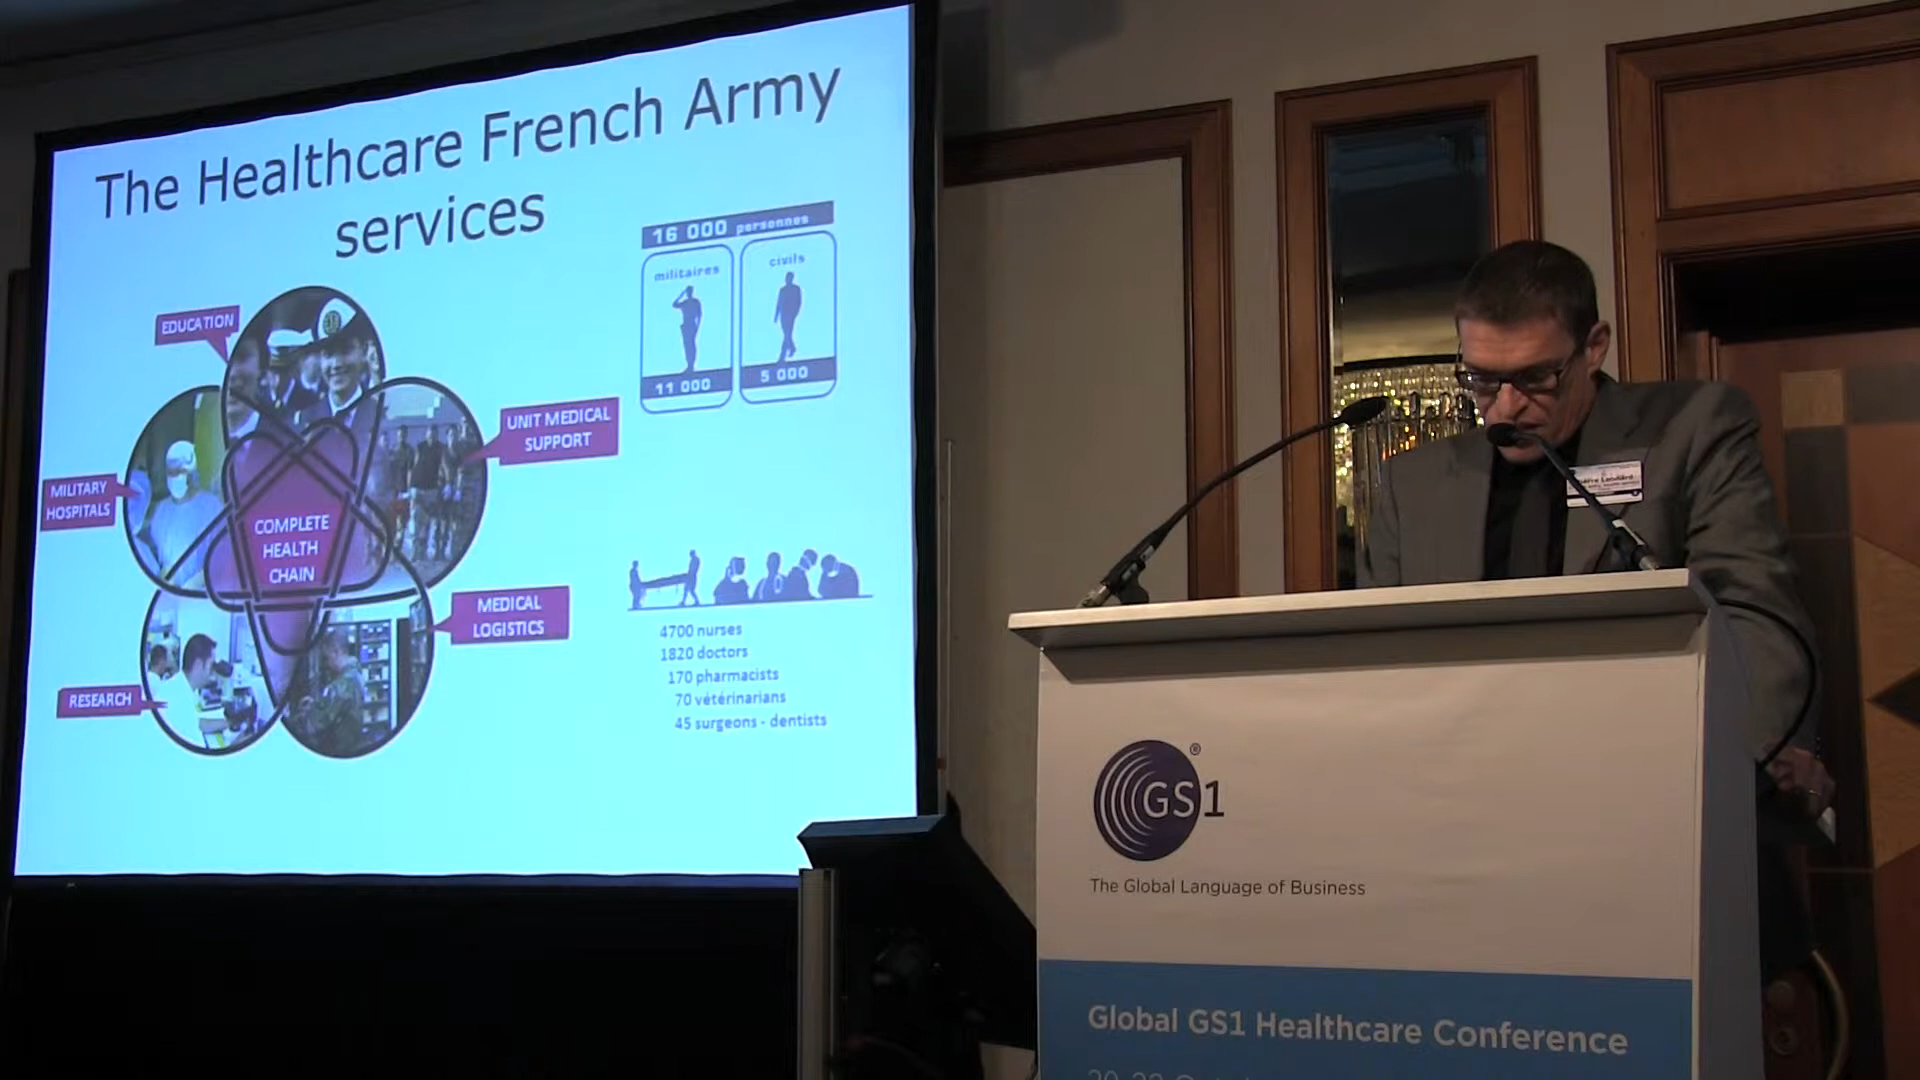 The Healthcare French Army
services
16 000 personnes
militaires
civils
11 000
5 000
EDUCATION
UNIT MEDICAL
SUPPORT
MILITARY
HOSPITALS
COMPLETE
HEALTH
CHAIN
MEDICAL
LOGISTICS
RESEARCH
4700 nurses
1820 doctors
170 pharmacists
70 vétérinarians
45 surgeons - dentists
GS1®
The Global Language of Business
Global GS1 Healthcare Conference